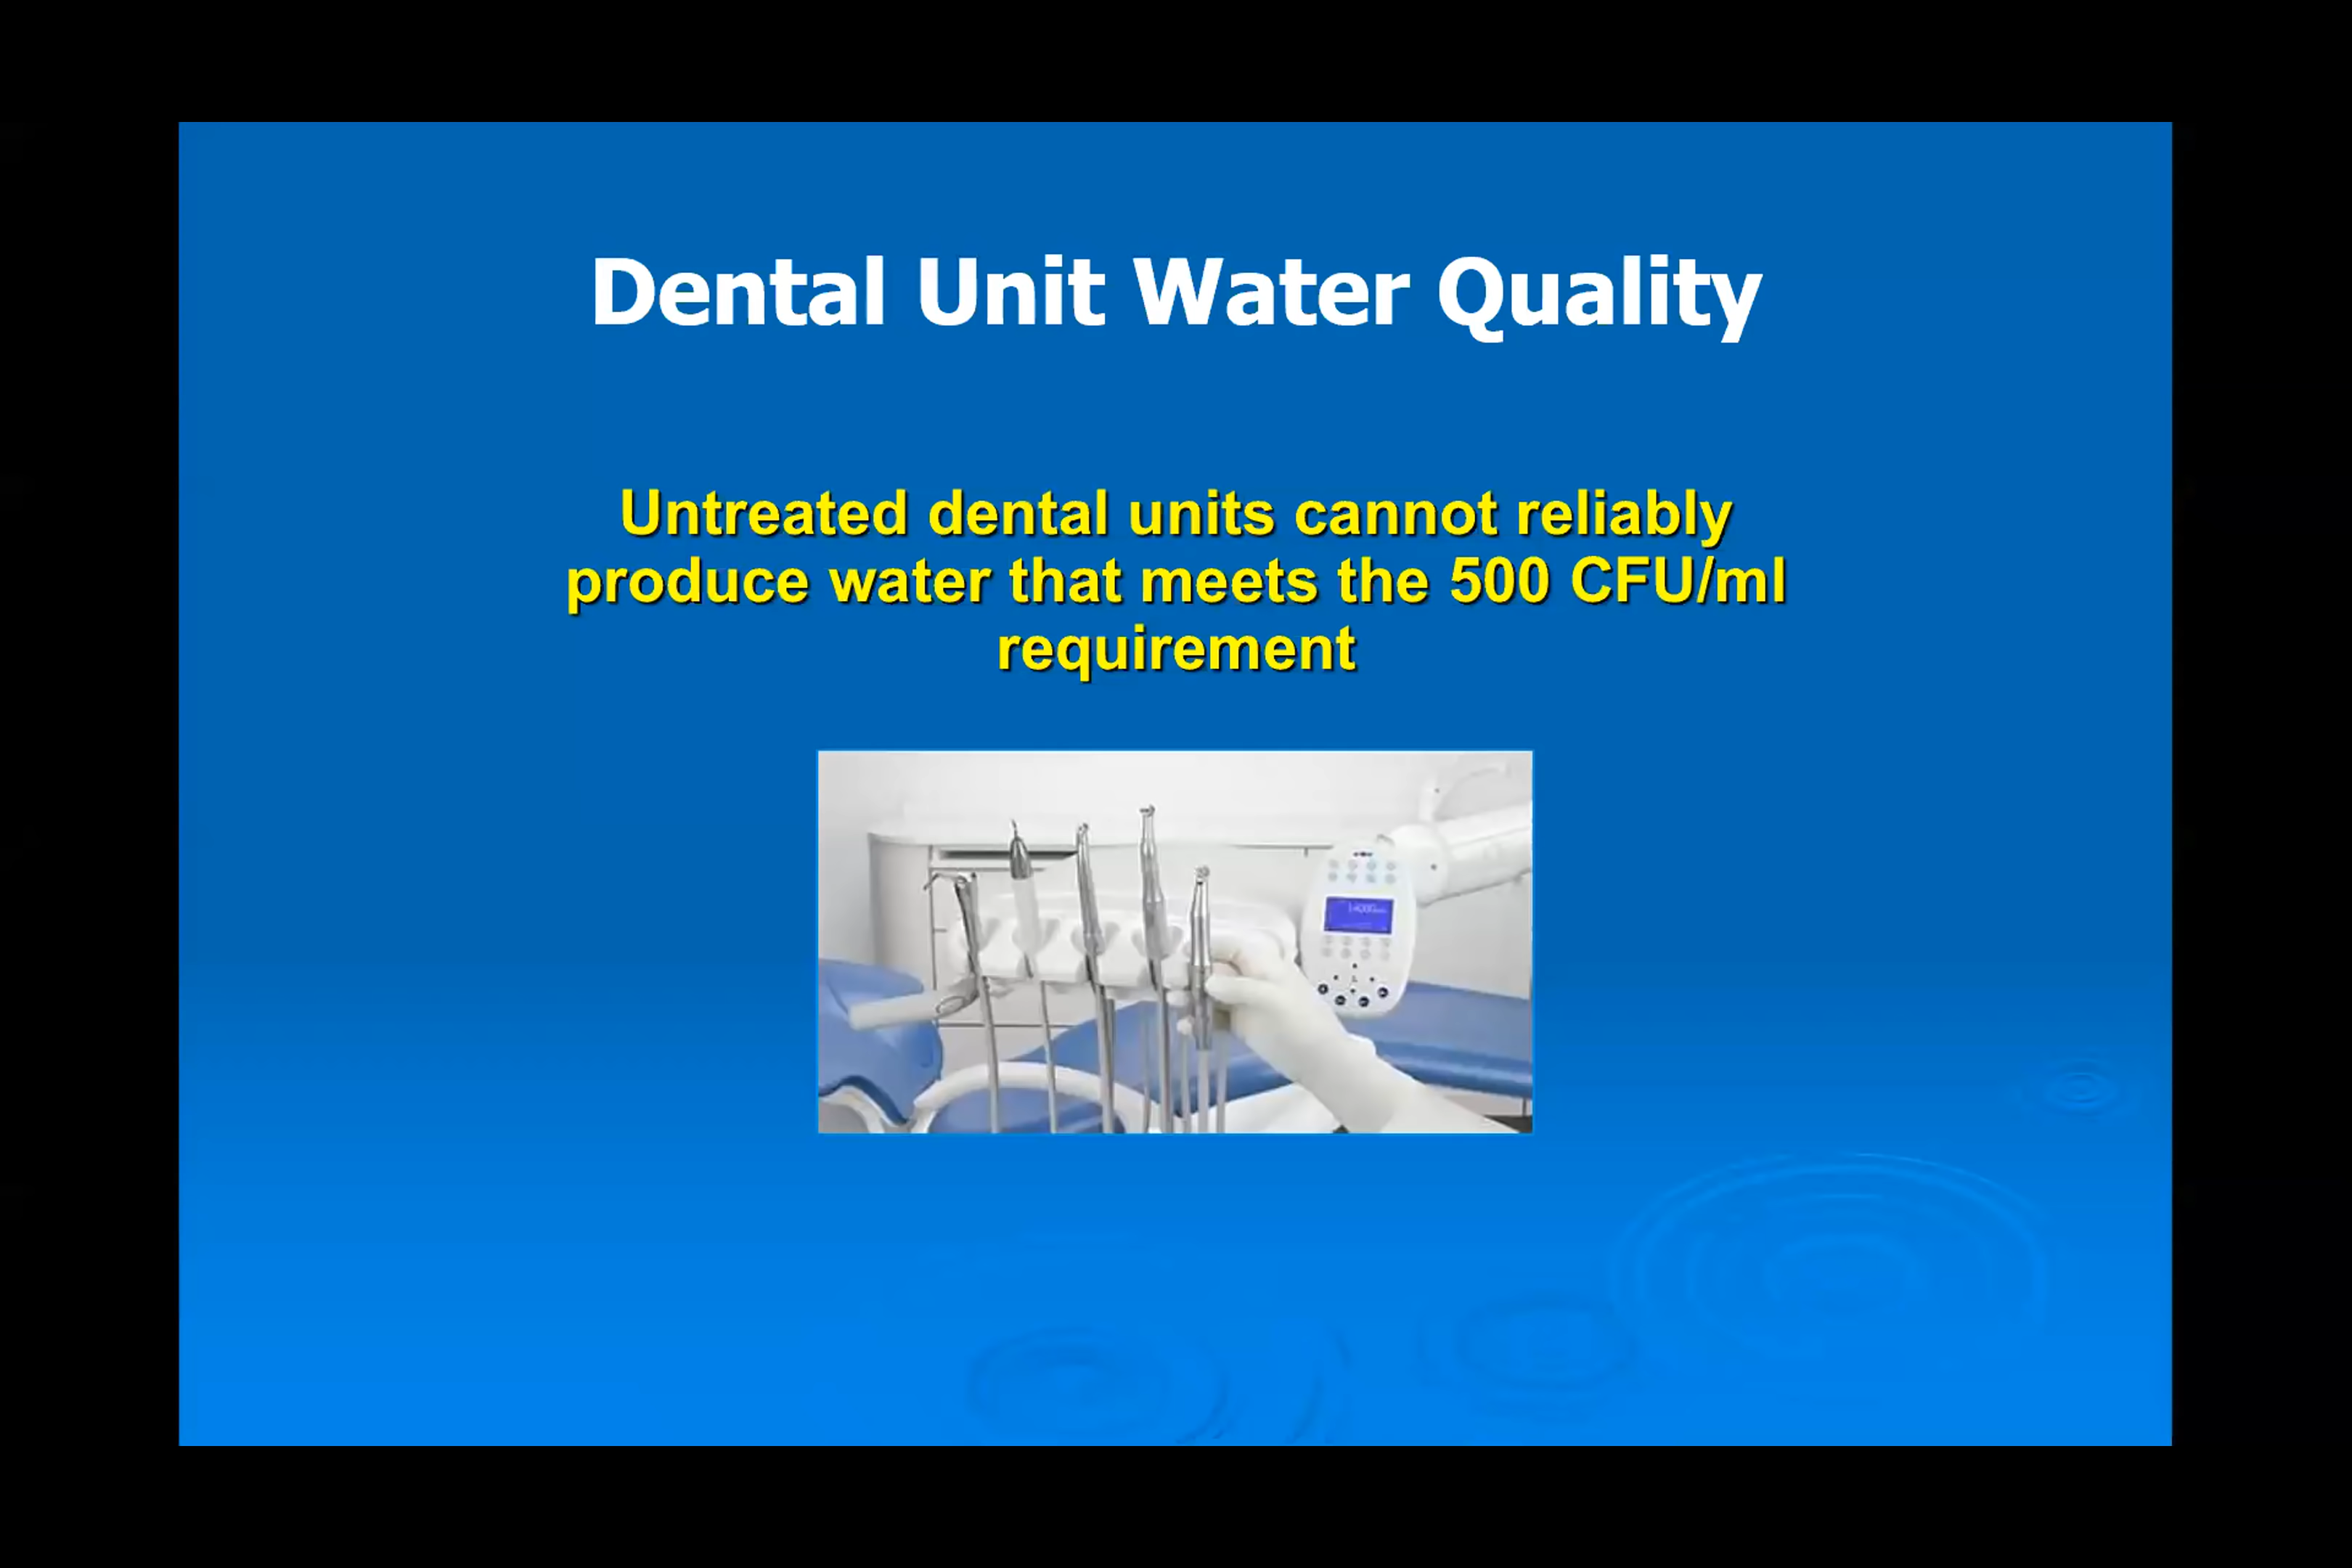 Dental Unit Water Quality
Untreated dental units cannot reliably
produce water that meets the 500 CFU/ml
requirement